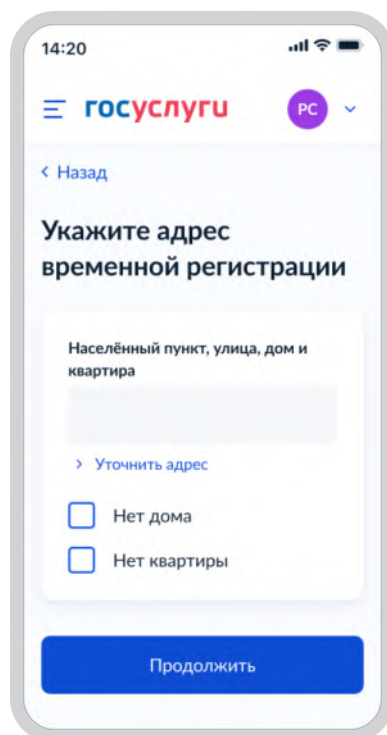 14:20
госуслуги
РС
Назад
Укажите адрес
временной регистрации
Населённый пункт, улица, дом и
квартира
Уточнить адрес
Нет дома
Нет квартиры
Продолжить